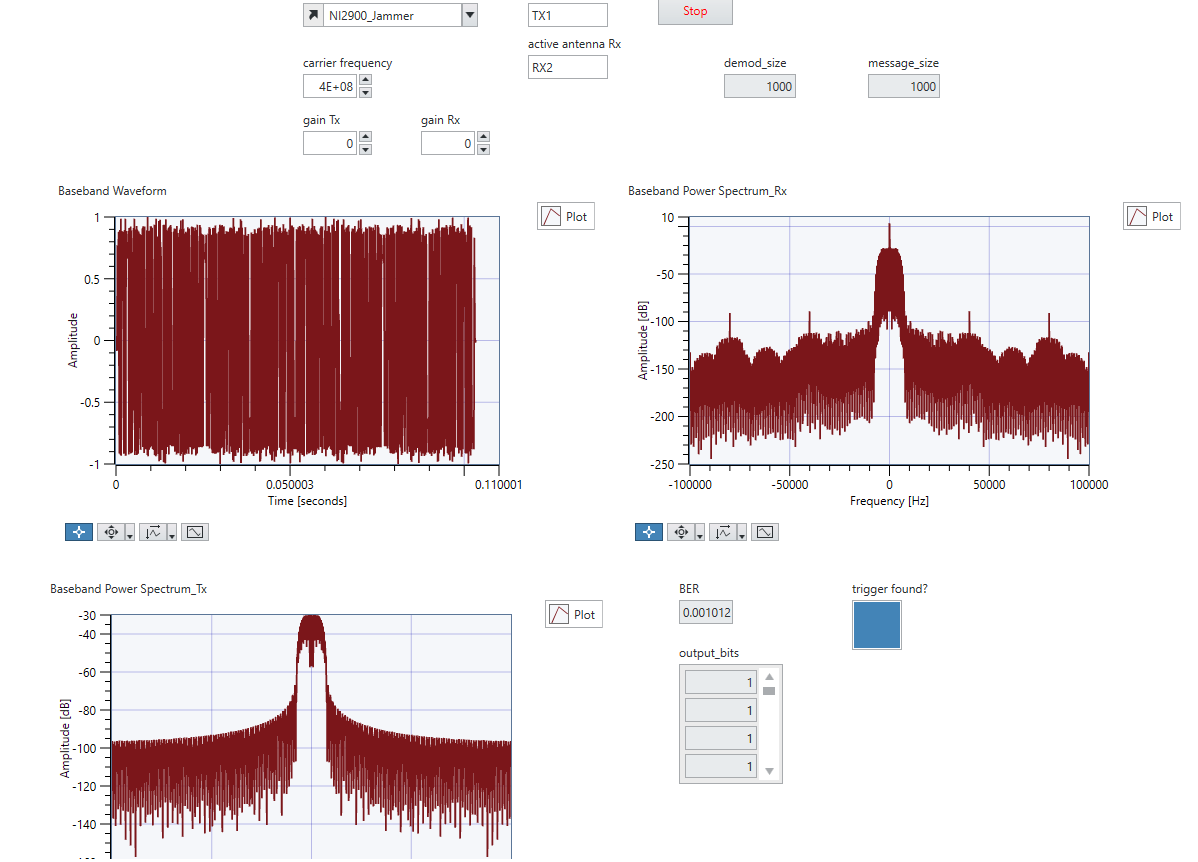 NI2900_Jammer
TX1
Stop
active antenna Rx
RX2
carrier frequency
4E+08
demod_size
1000
message_size
1000
gain Tx
0
gain Rx
0
Baseband Waveform
Plot
1
0.5
0
-0.5
-1
Amplitude
0
0.050003
0.110001
Time [seconds]
Baseband Power Spectrum_Rx
Plot
10
-50
-100
-150
-200
-250
Amplitude [dB]
-100000
-50000
0
50000
100000
Frequency [Hz]
Baseband Power Spectrum_Tx
Plot
-30
-40
-60
-80
-100
-120
-140
Amplitude [dB]
BER
0.001012
trigger found?
output_bits
1
1
1
1